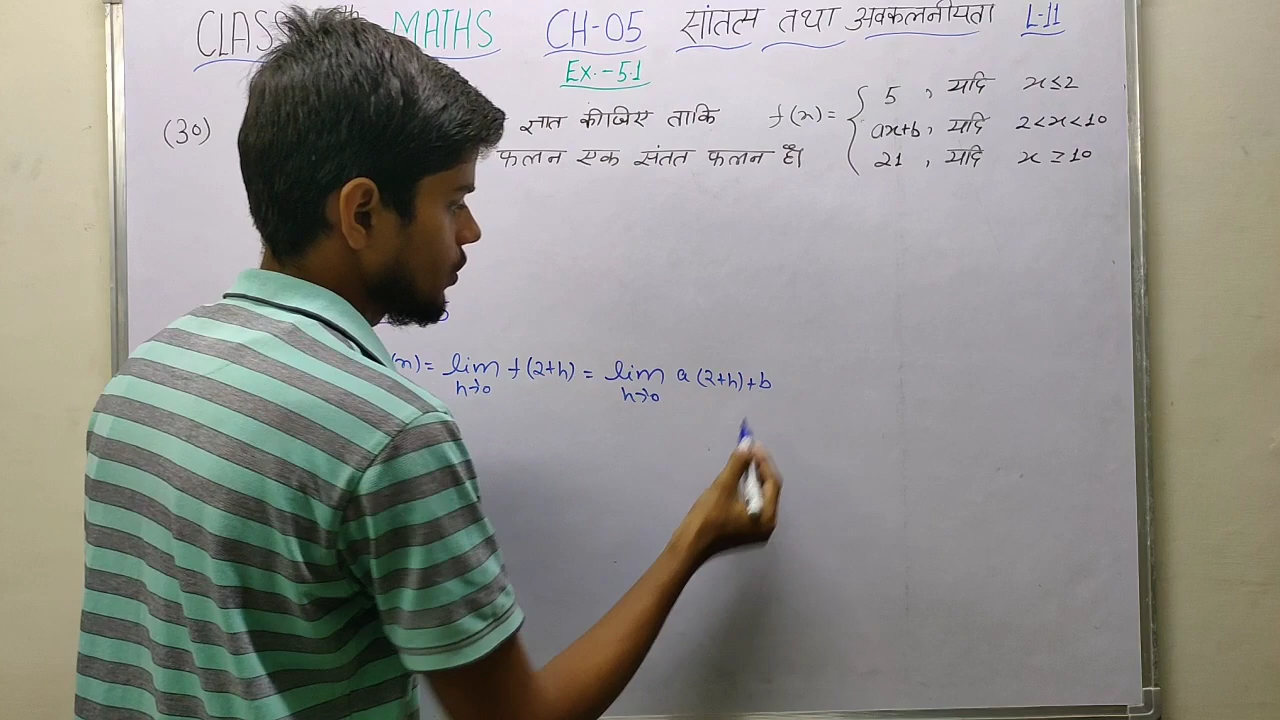 CLASS MATHS CH-05 सांतत्य तथा अवकलनीयता L-11
Ex.-5.1
(30) ज्ञात कीजिए ताकि f(x)= { 5 , यदि x≤2
ax+b, यदि 2<x<10
फलन एक संतत फलन है। 21 , यदि x≥10
(x)= lim f(2+h) = lim a(2+h)+b
h→0 h→0